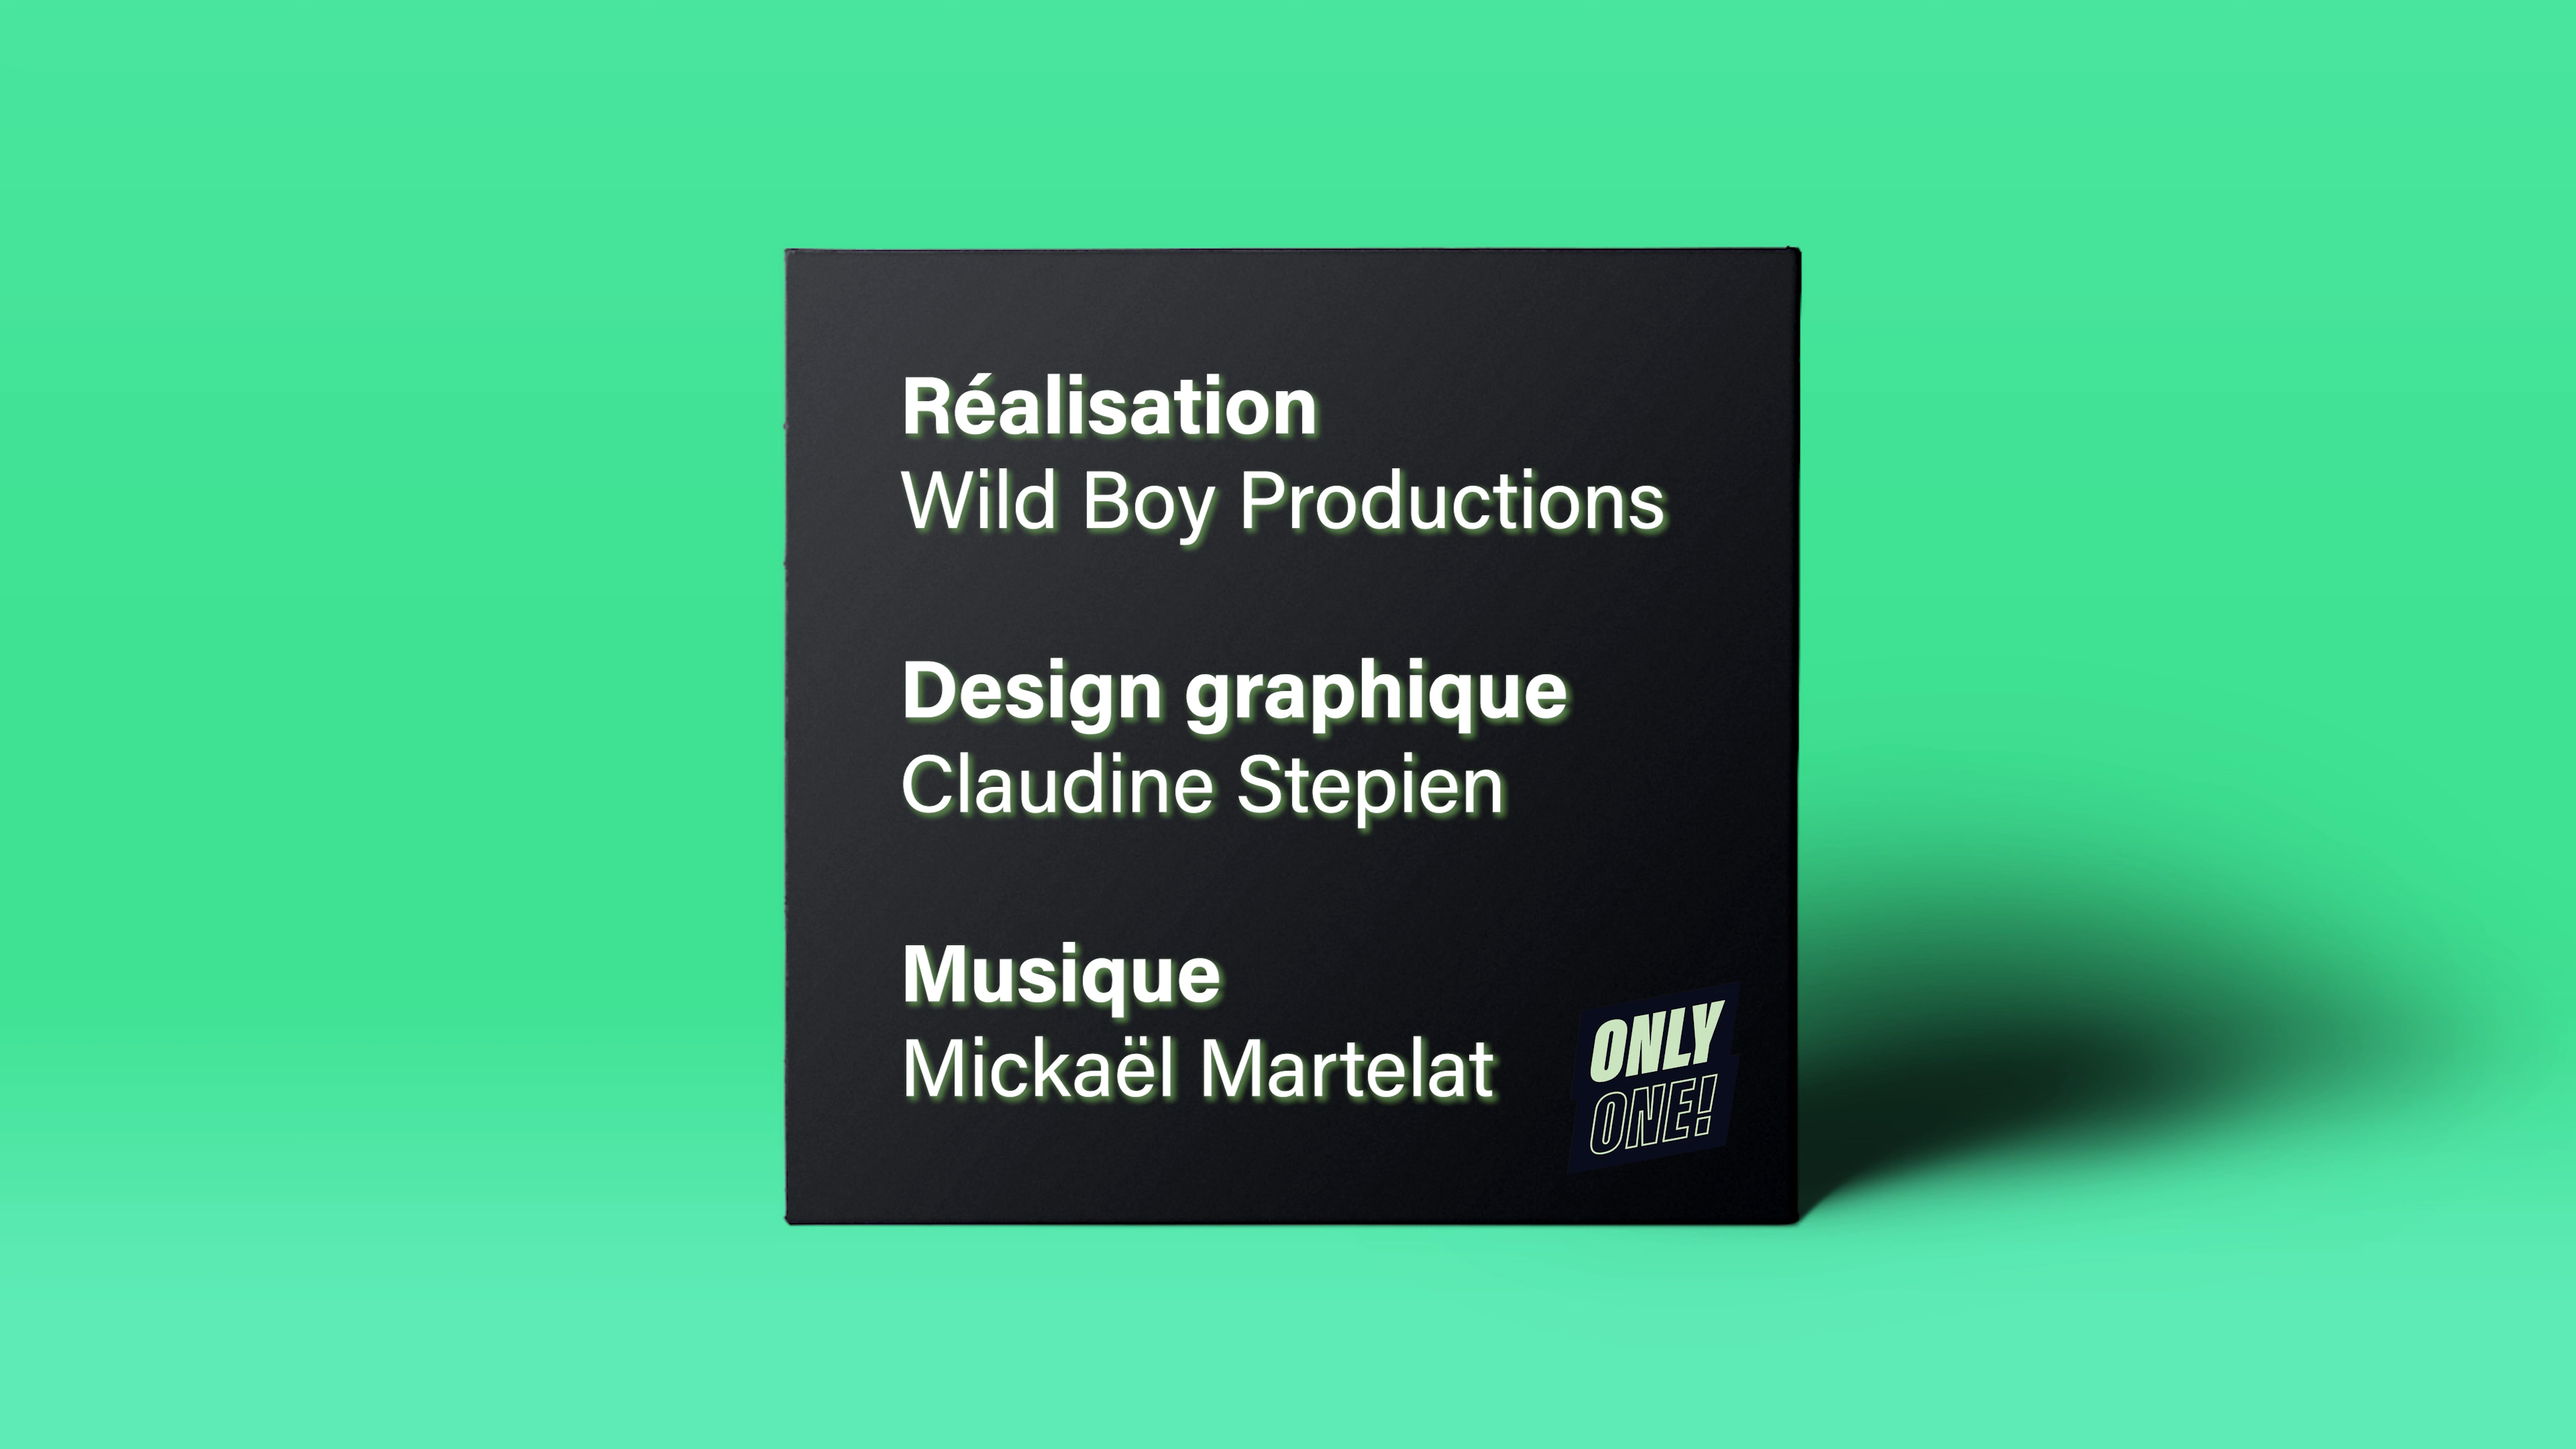 Réalisation
Wild Boy Productions
Design graphique
Claudine Stepien
Musique
Mickaël Martelat
ONLY
ONE!